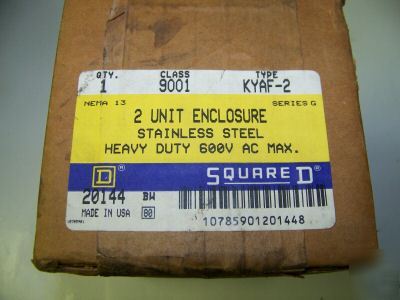 QTY. CLASS TYPE
1 9001 KYAF-2
NEMA 13 SERIES G
2 UNIT ENCLOSURE
STAINLESS STEEL
HEAVY DUTY 600V AC MAX.
D SQUARE D
20144 BW
MADE IN USA 80
10785901201448